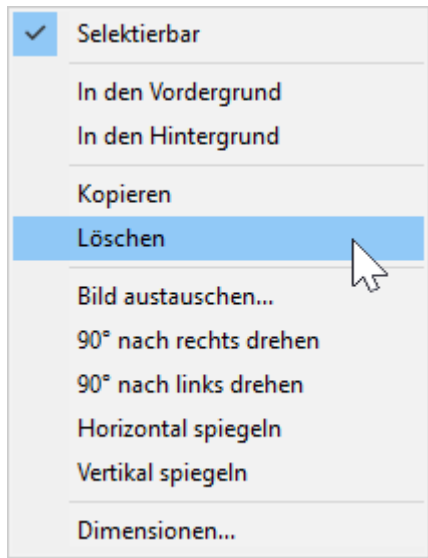 Selektierbar
In den Vordergrund
In den Hintergrund
Kopieren
Löschen
Bild austauschen...
90° nach rechts drehen
90° nach links drehen
Horizontal spiegeln
Vertikal spiegeln
Dimensionen...